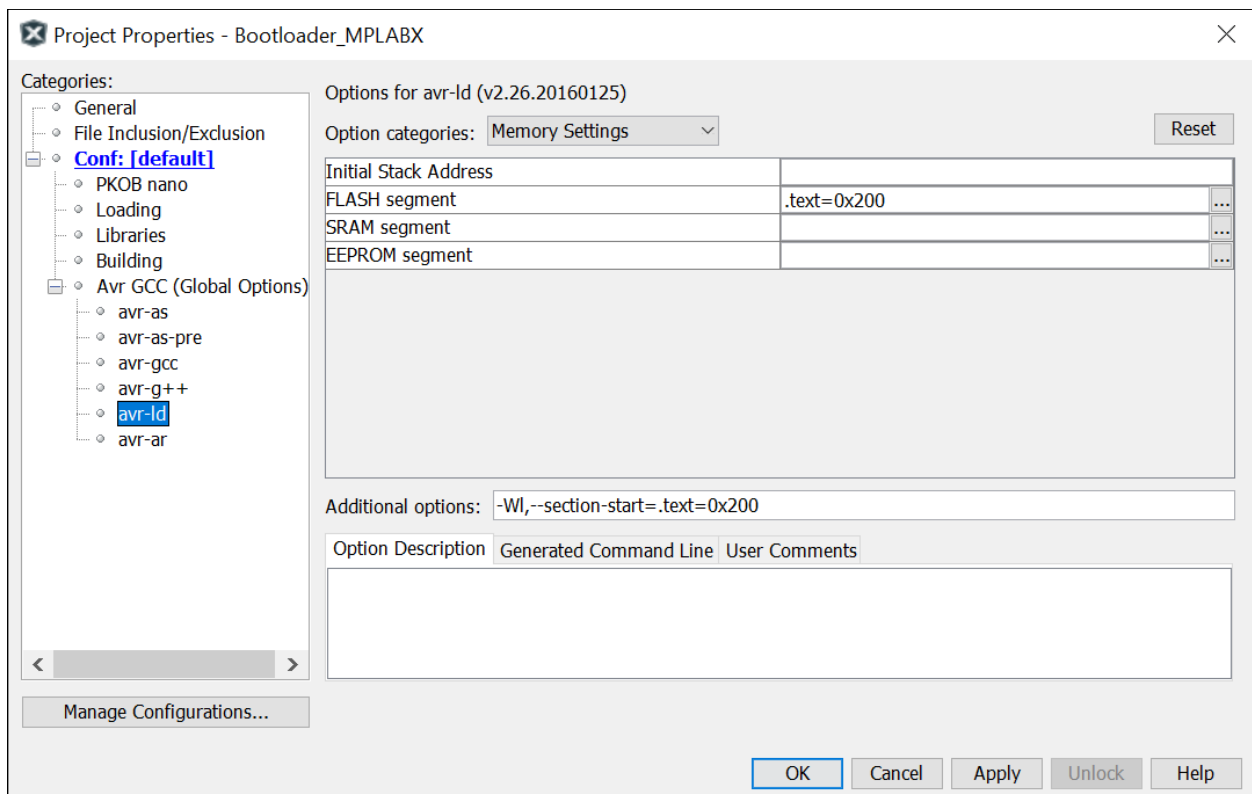 Project Properties - Bootloader_MPLABX
Categories:
General
File Inclusion/Exclusion
Conf: [default]
PKOB nano
Loading
Libraries
Building
Avr GCC (Global Options)
avr-as
avr-as-pre
avr-gcc
avr-g++
avr-ld
avr-ar
Manage Configurations...
Options for avr-ld (v2.26.20160125)
Option categories: Memory Settings
Reset
Initial Stack Address
FLASH segment .text=0x200 ...
SRAM segment ...
EEPROM segment ...
Additional options: -Wl,--section-start=.text=0x200
Option Description Generated Command Line User Comments
OK Cancel Apply Unlock Help